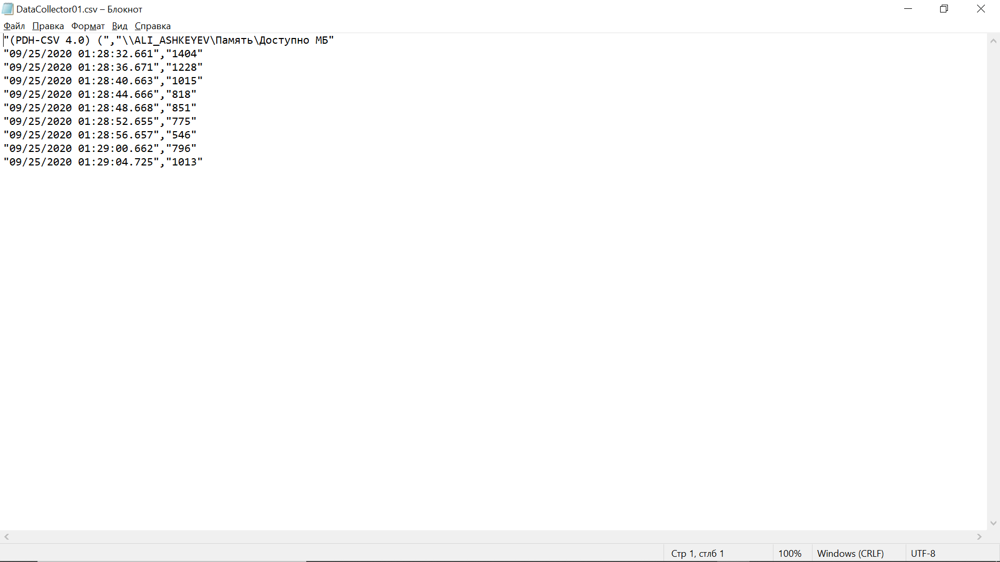 DataCollector01.csv – Блокнот
Файл Правка Формат Вид Справка
"(PDH-CSV 4.0) (","\\ALI_ASHKEYEV\Память\Доступно МБ"
"09/25/2020 01:28:32.661","1404"
"09/25/2020 01:28:36.671","1228"
"09/25/2020 01:28:40.663","1015"
"09/25/2020 01:28:44.666","818"
"09/25/2020 01:28:48.668","851"
"09/25/2020 01:28:52.655","775"
"09/25/2020 01:28:56.657","546"
"09/25/2020 01:29:00.662","796"
"09/25/2020 01:29:04.725","1013"
Стр 1, стлб 1 100% Windows (CRLF) UTF-8